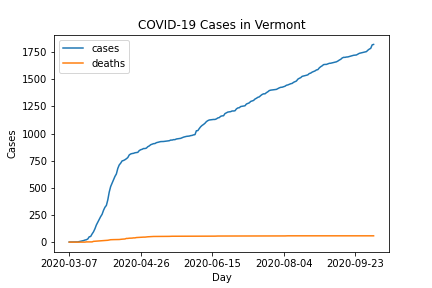 COVID-19 Cases in Vermont
cases
deaths
1750
1500
1250
1000
750
500
250
0
Cases
2020-03-07 2020-04-26 2020-06-15 2020-08-04 2020-09-23
Day